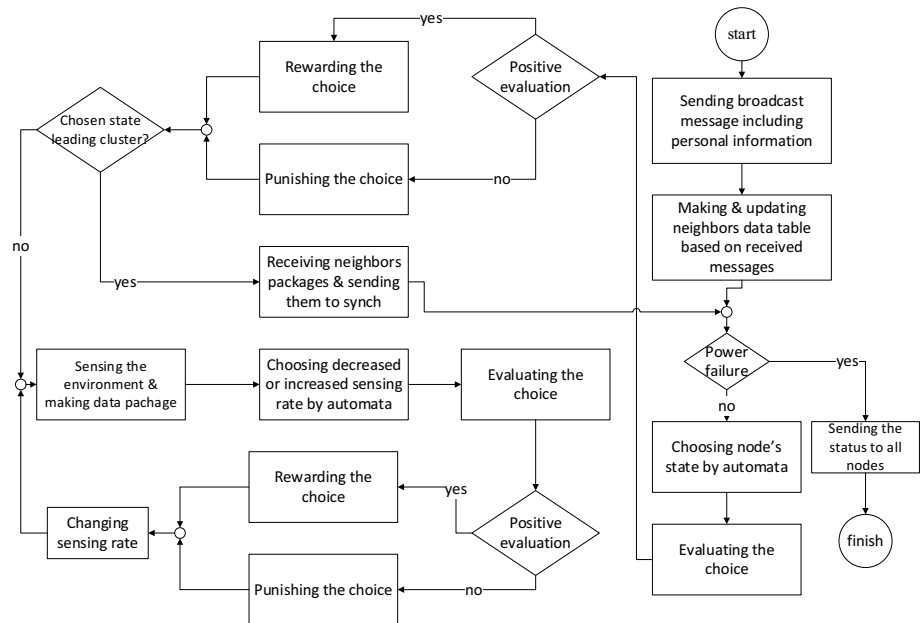 start
Sending broadcast
message including
personal information
Making & updating
neighbors data table
based on received
messages
Power
failure
yes
no
Sending the
status to all
nodes
finish
Choosing node's
state by automata
Evaluating the
choice
Positive
evaluation
yes
no
Rewarding the
choice
Punishing the choice
Chosen state
leading cluster?
no
yes
Receiving neighbors
packages & sending
them to synch
Sensing the
environment &
making data package
Choosing decreased
or increased sensing
rate by automata
Evaluating the
choice
Positive
evaluation
yes
no
Rewarding the
choice
Punishing the choice
Changing
sensing rate